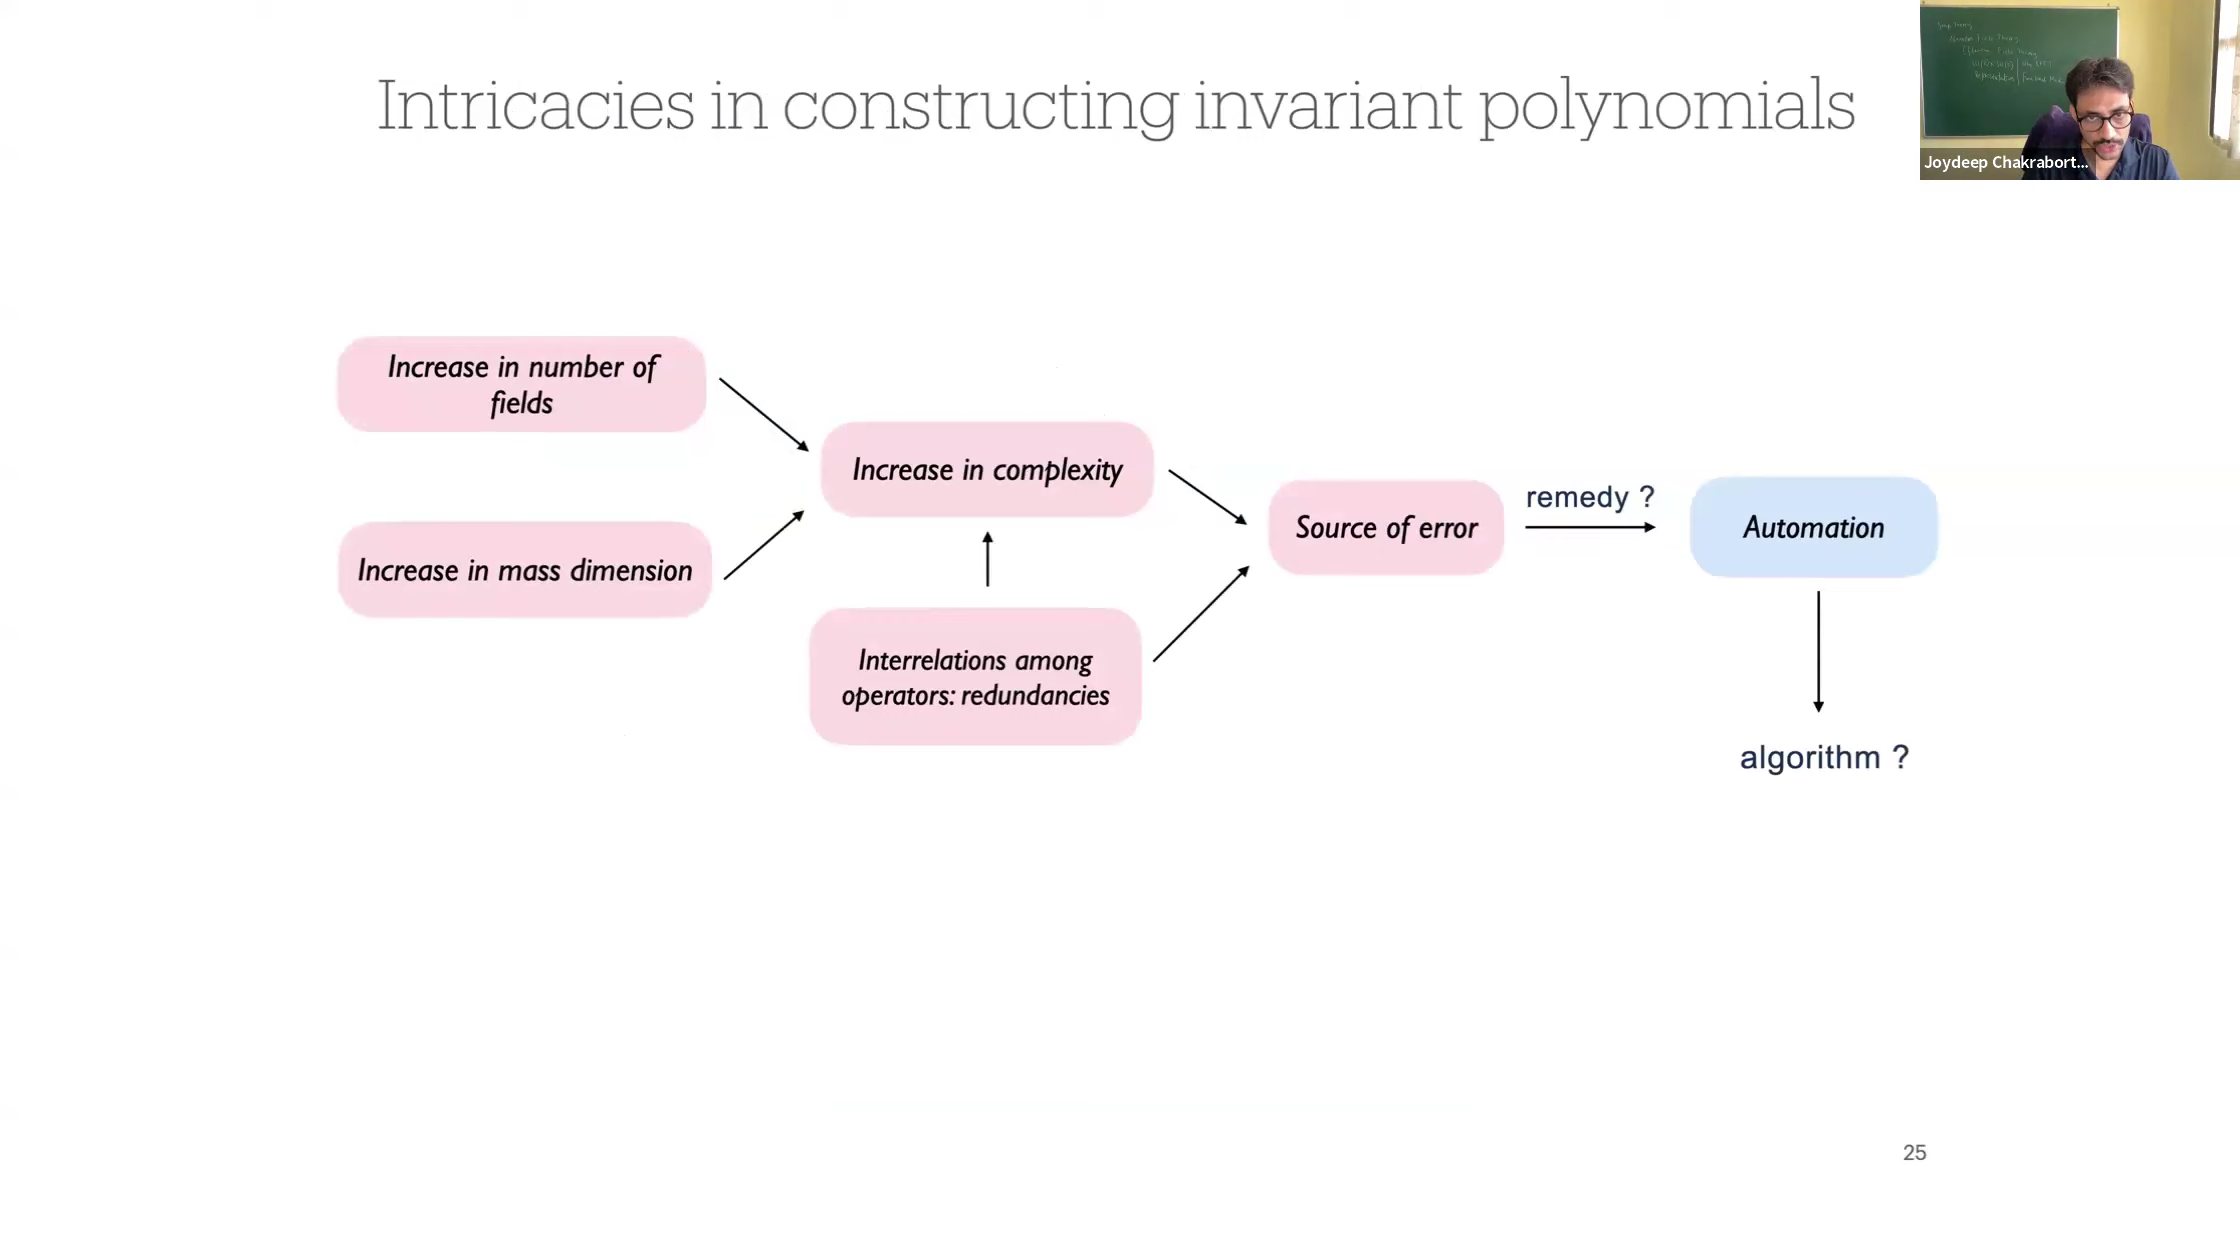 Intricacies in constructing invariant polynomials
Joydeep Chakrabort...
Increase in number of
fields
Increase in mass dimension
Increase in complexity
Interrelations among
operators: redundancies
Source of error
remedy ?
Automation
algorithm ?
25